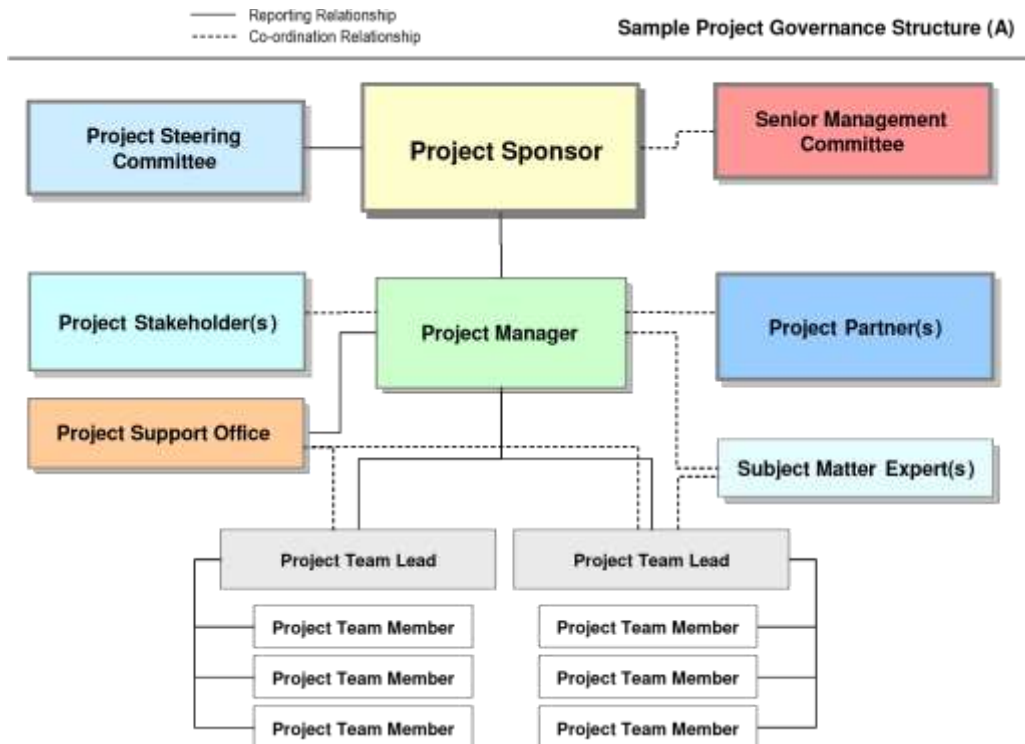 Reporting Relationship
Co-ordination Relationship
Sample Project Governance Structure (A)
Project Steering
Committee
Project Sponsor
Senior Management
Committee
Project Stakeholder(s)
Project Manager
Project Partner(s)
Project Support Office
Subject Matter Expert(s)
Project Team Lead
Project Team Lead
Project Team Member
Project Team Member
Project Team Member
Project Team Member
Project Team Member
Project Team Member